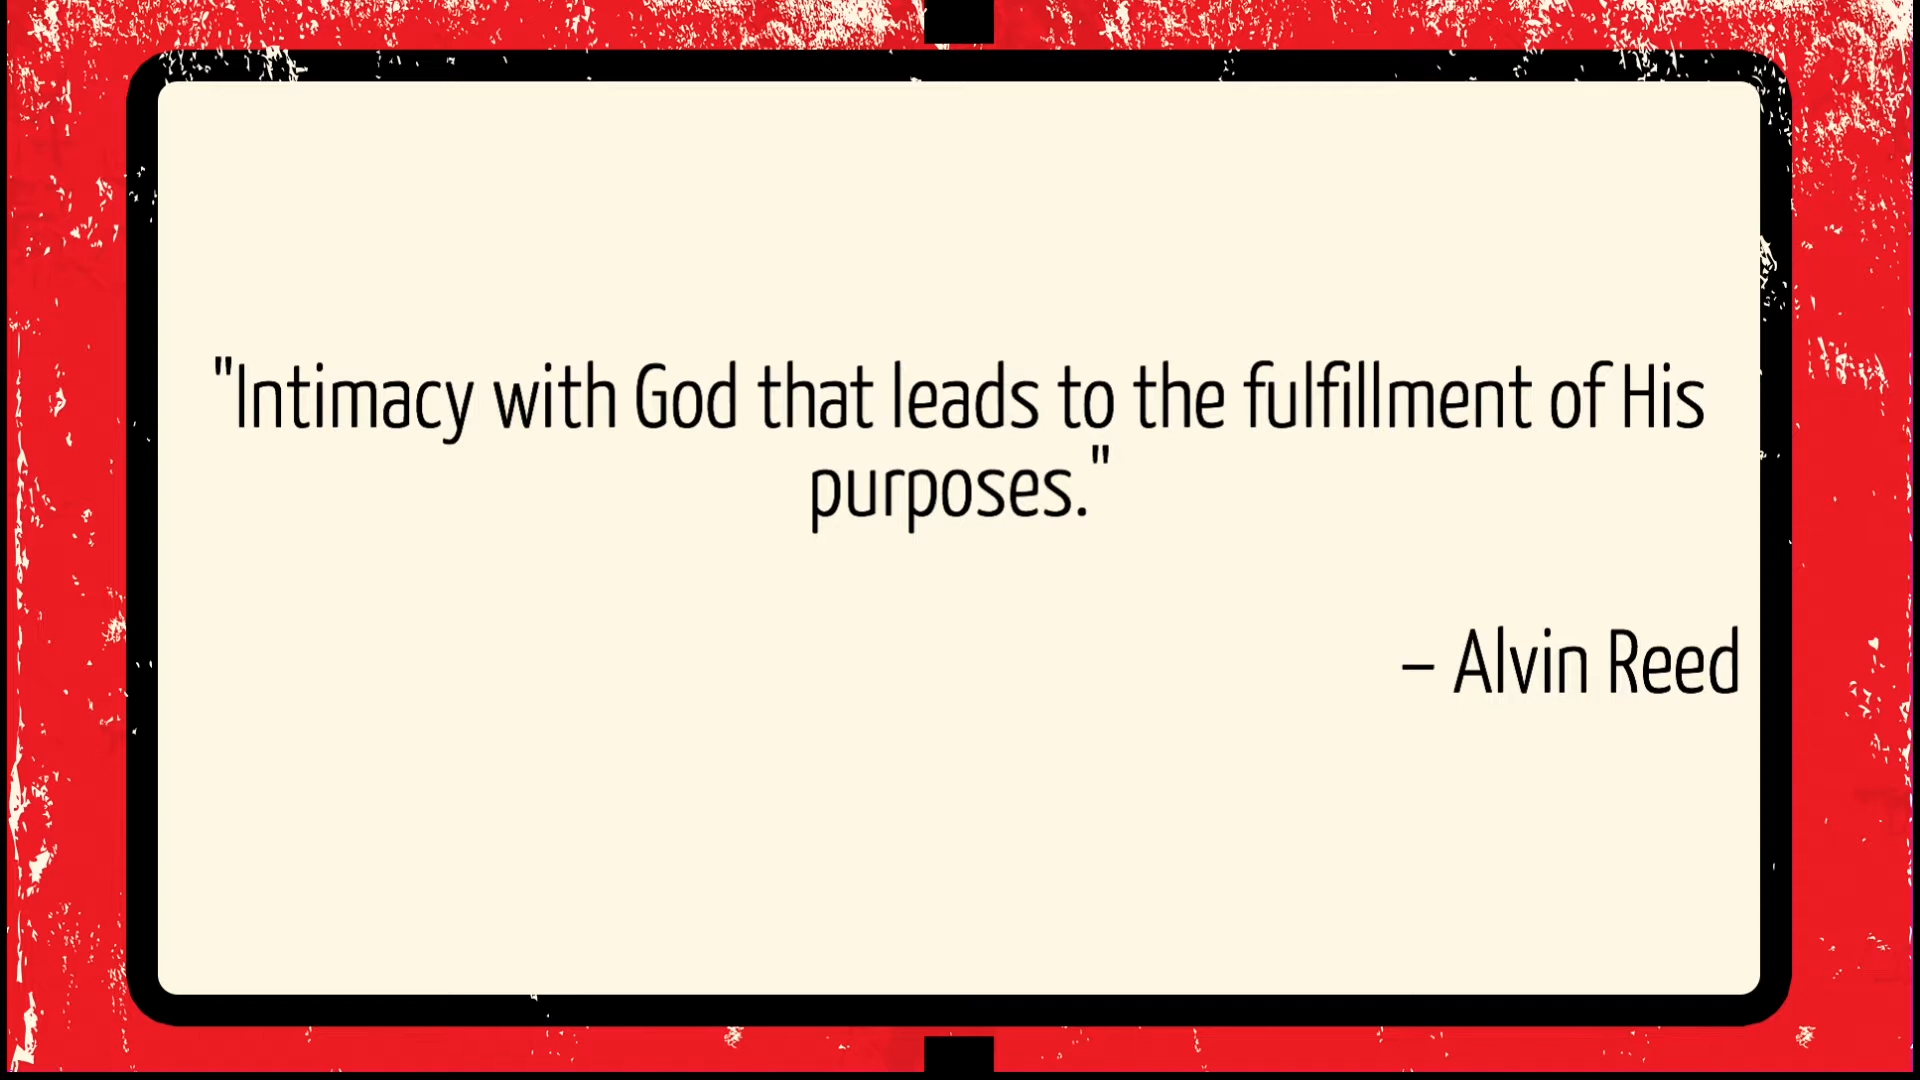 "Intimacy with God that leads to the fulfillment of His
purposes."
– Alvin Reed